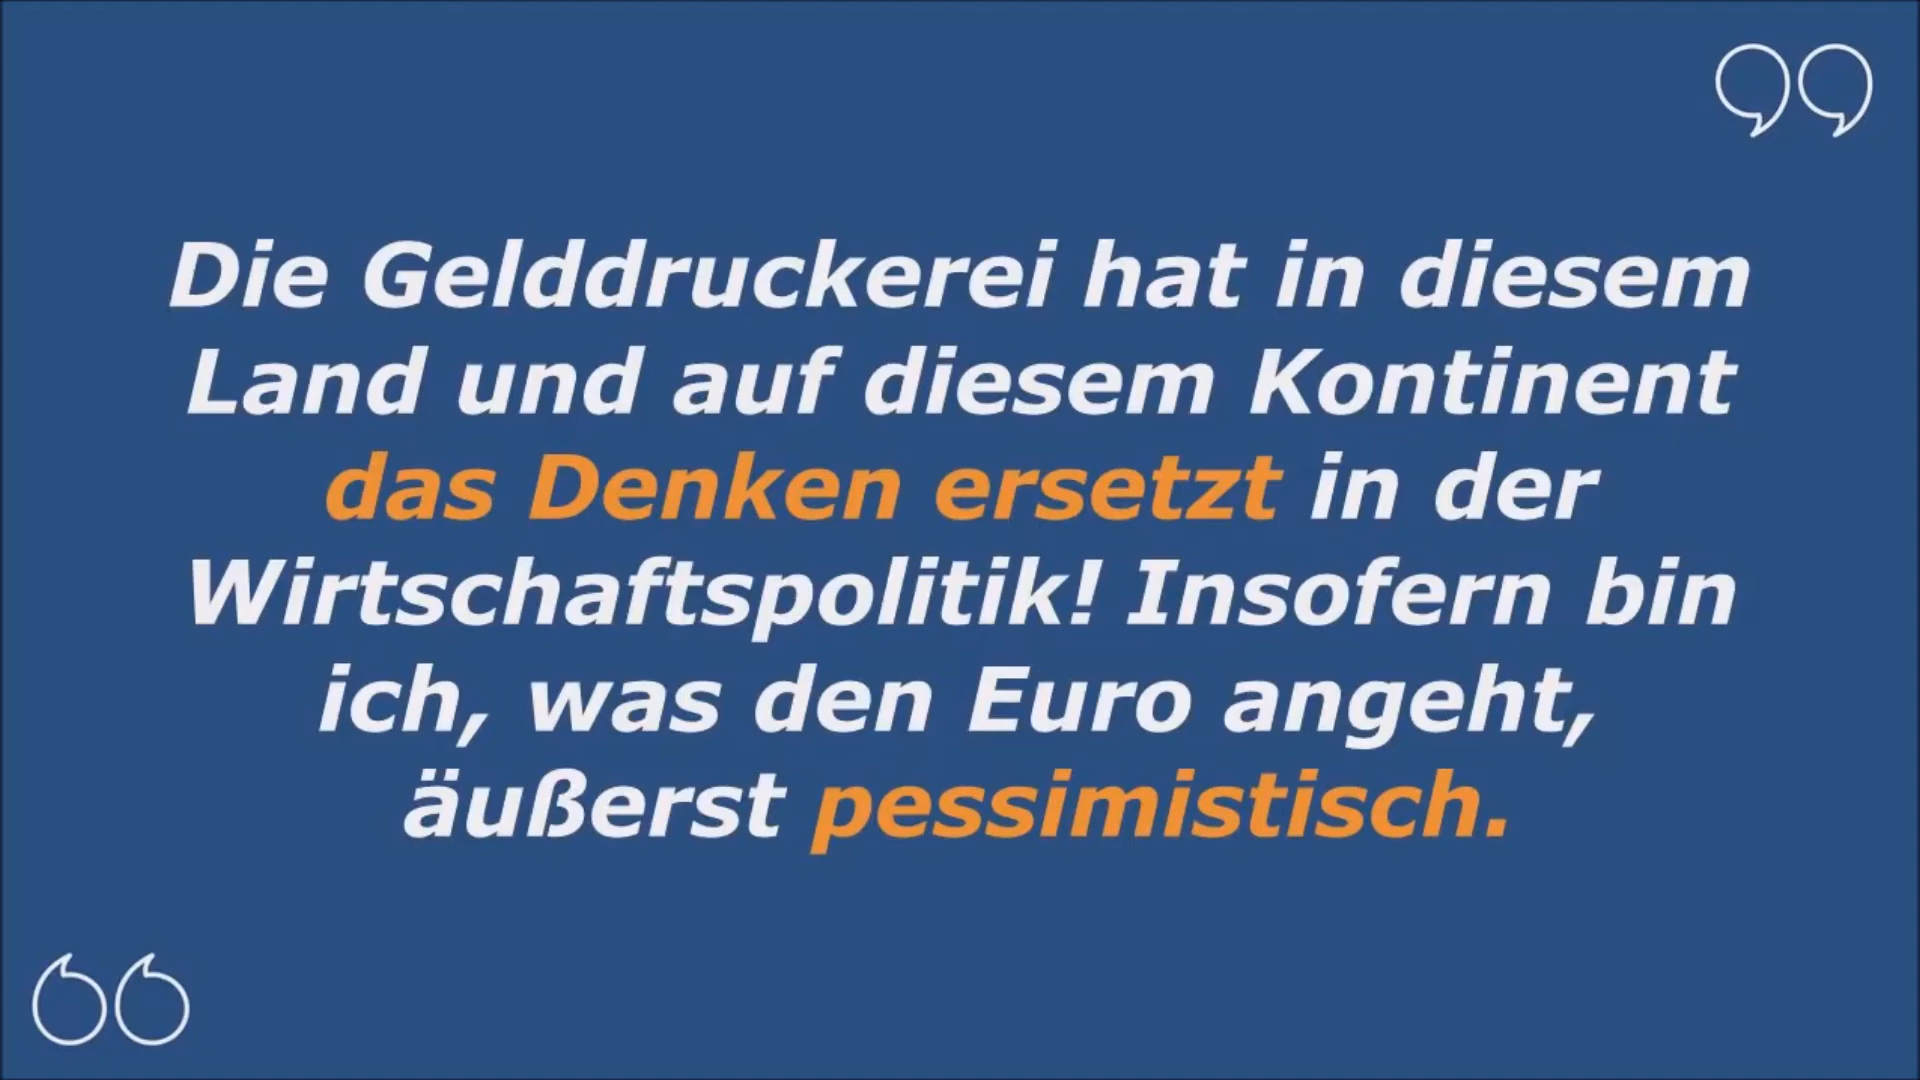 Die Gelddruckerei hat in diesem
Land und auf diesem Kontinent
das Denken ersetzt in der
Wirtschaftspolitik! Insofern bin
ich, was den Euro angeht,
äußerst pessimistisch.